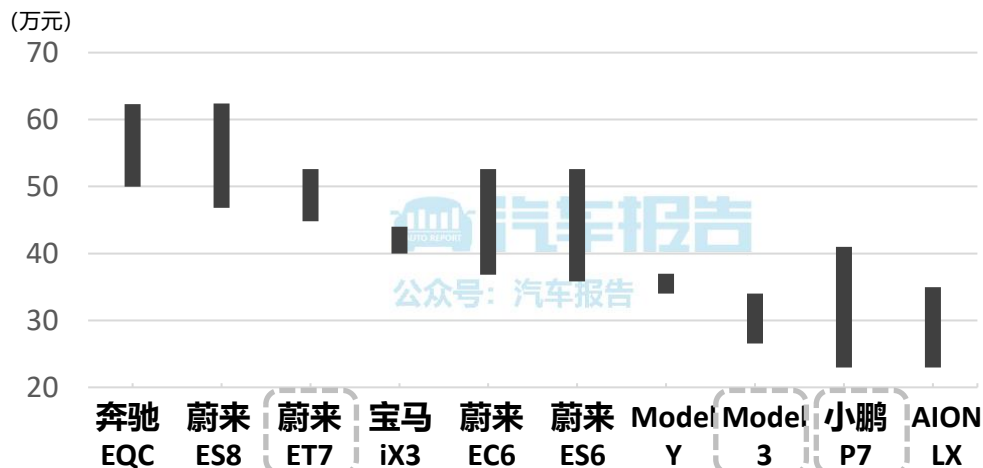 (万元)
70
60
50
40
30
20
AUTO REPORT
汽车报告
公众号：汽车报告
奔驰 蔚来 蔚来 宝马 蔚来 蔚来 Model Model 小鹏 AION
EQC ES8 ET7 iX3 EC6 ES6 Y 3 P7 LX